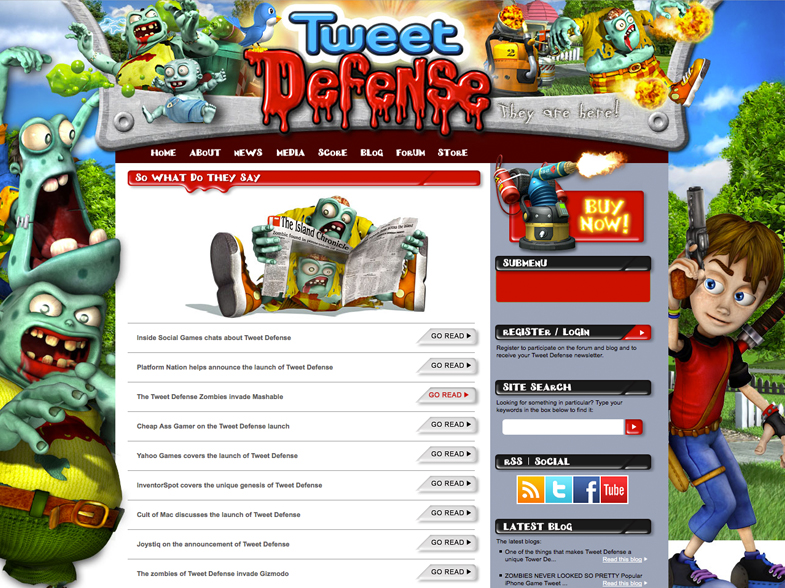 Tweet
Defense
They are here!
HOME ABOUT NEWS MEDIA SCORE BLOG FORUM STORE
SO WHAT DO THEY SAY
The Island Chronicle
BUY
NOW!
SUBMENU
Inside Social Games chats about Tweet Defense GO READ
Platform Nation helps announce the launch of Tweet Defense GO READ
The Tweet Defense Zombies invade Mashable GO READ
Cheap Ass Gamer on the Tweet Defense launch GO READ
Yahoo Games covers the launch of Tweet Defense GO READ
InventorSpot covers the unique genesis of Tweet Defense GO READ
Cult of Mac discusses the launch of Tweet Defense GO READ
Joystiq on the announcement of Tweet Defense GO READ
The zombies of Tweet Defense invade Gizmodo GO READ
REGISTER / LOGIN
Register to participate on the forum and blog and to
receive your Tweet Defense newsletter.
SITE SEARCH
Looking for something in particular? Type your
keywords in the box below to find it:
RSS | SOCIAL
t f Tube
LATEST BLOG
The latest blogs:
One of the things that makes Tweet Defense a
unique Tower De... Read this blog
ZOMBIES NEVER LOOKED SO PRETTY Popular
iPhone Game Tweet ... Read this blog
2